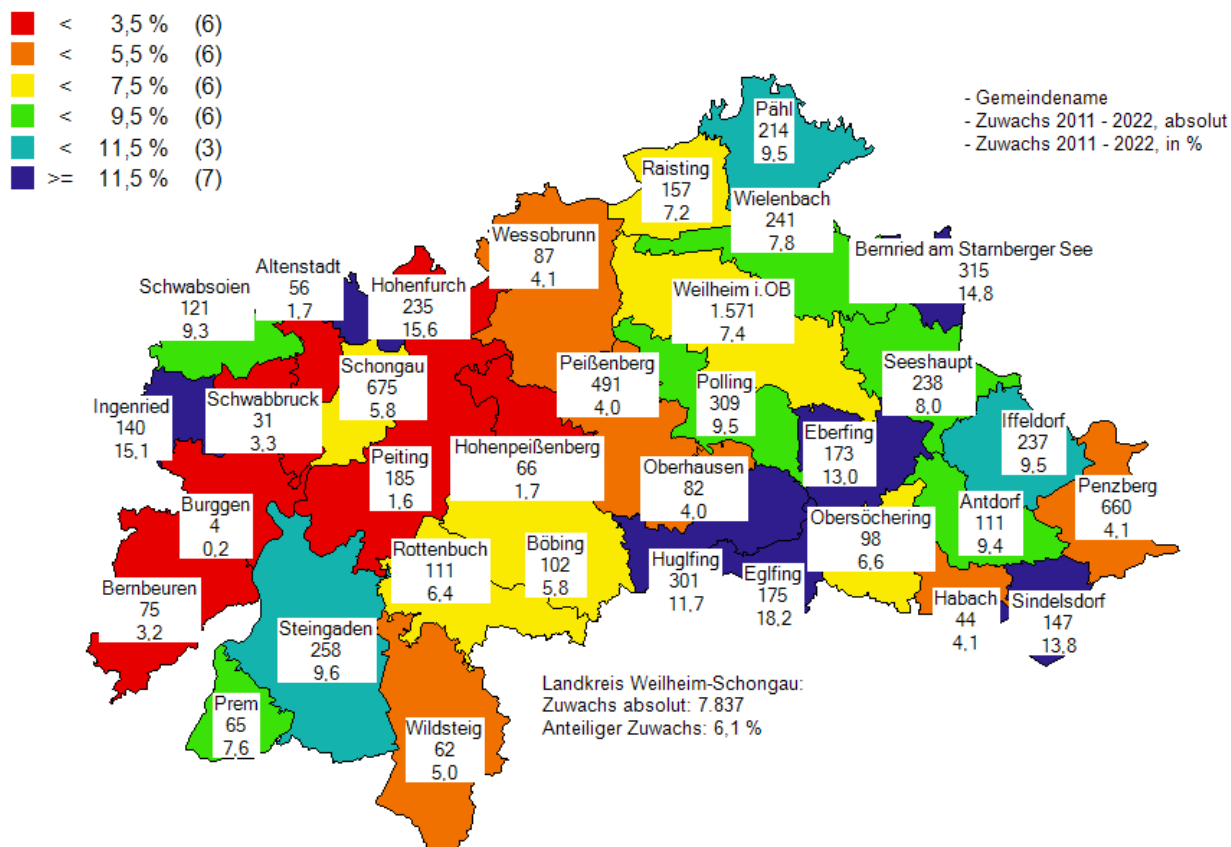 < 3,5 % (6)
< 5,5 % (6)
< 7,5 % (6)
< 9,5 % (6)
< 11,5 % (3)
>= 11,5 % (7)
- Gemeindename
- Zuwachs 2011 - 2022, absolut
- Zuwachs 2011 - 2022, in %
Pähl
214
9,5
Raisting
157
7,2
Wielenbach
241
7,8
Wessobrunn
87
4,1
Bernried am Starnberger See
315
14,8
Altenstadt
56
1,7
Schwabsoien
121
9,3
Hohenfurch
235
15,6
Weilheim i.OB
1.571
7,4
Schongau
675
5,8
Peißenberg
491
4,0
Polling
309
9,5
Seeshaupt
238
8,0
Ingenried
140
15,1
Schwabbruck
31
3,3
Iffeldorf
237
9,5
Eberfing
173
13,0
Peiting
185
1,6
Hohenpeißenberg
66
1,7
Oberhausen
82
4,0
Penzberg
660
4,1
Antdorf
111
9,4
Burggen
4
0,2
Obersöchering
98
6,6
Rottenbuch
111
6,4
Böbing
102
5,8
Huglfing
301
11,7
Eglfing
175
18,2
Bernbeuren
75
3,2
Habach
44
4,1
Sindelsdorf
147
13,8
Steingaden
258
9,6
Prem
65
7,6
Wildsteig
62
5,0
Landkreis Weilheim-Schongau:
Zuwachs absolut: 7.837
Anteiliger Zuwachs: 6,1 %